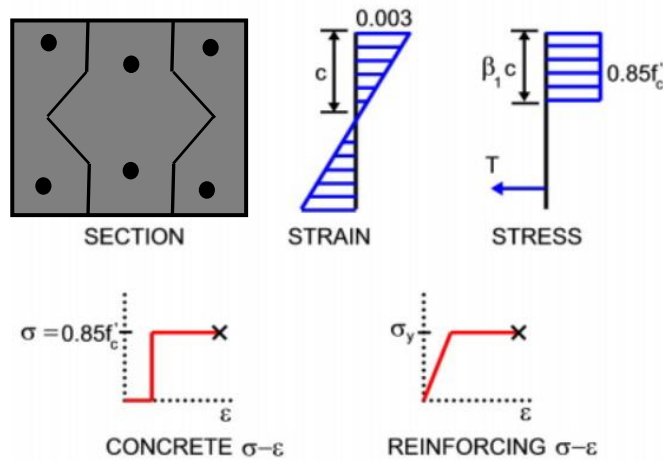 0.003
c
β₁c
0.85f'c
T
SECTION
STRAIN
STRESS
σ = 0.85f'c
σy
ε
ε
CONCRETE σ–ε
REINFORCING σ–ε